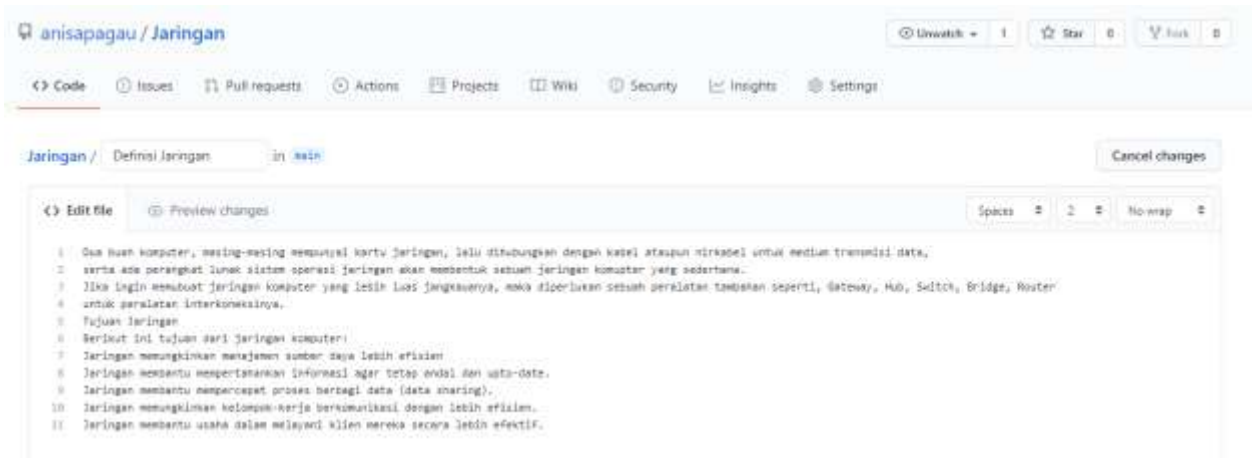 anisapagau / Jaringan
Unwatch 1 Star 0 Fork 0
Code Issues Pull requests Actions Projects Wiki Security Insights Settings
Jaringan / Definisi Jaringan in main Cancel changes
Edit file Preview changes Spaces 2 No wrap
1 Dua buah komputer, masing-masing mempunyai kartu jaringan, lalu dihubungkan dengan kabel ataupun nirkabel untuk medium transmisi data,
2 serta ada perangkat lunak sistem operasi jaringan akan membentuk sebuah jaringan komputer yang sederhana.
3 Jika ingin membuat jaringan komputer yang lebih luas jangkauanya, maka diperlukan sebuah peralatan tambahan seperti, Gateway, Hub, Switch, Bridge, Router
4 untuk peralatan interkoneksinya.
5 Tujuan Jaringan
6 Berikut ini tujuan dari jaringan komputer:
7 Jaringan memungkinkan manajemen sumber daya lebih efisien
8 Jaringan membantu mempertahankan informasi agar tetap andal dan upto-date.
9 Jaringan membantu mempercepat proses berbagi data (data sharing).
10 Jaringan memungkinkan kelompok-kerja berkomunikasi dengan lebih efisien.
11 Jaringan membantu usaha dalam melayani klien mereka secara lebih efektif.